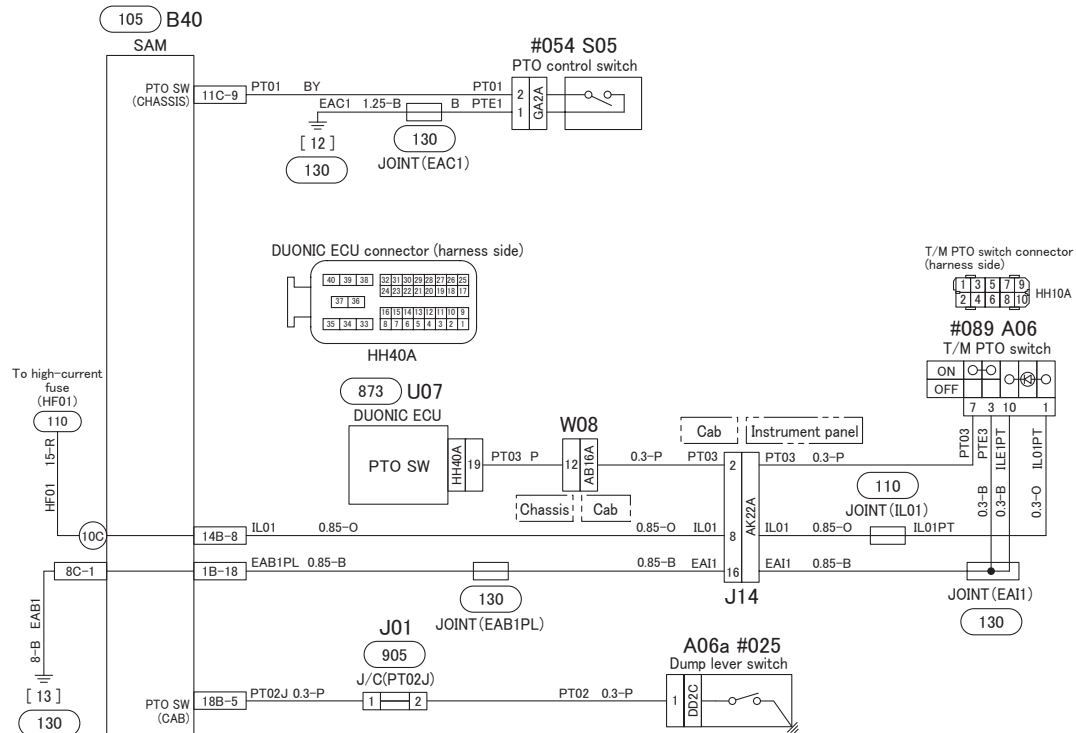 105 B40
SAM
#054 S05
PTO control switch
PTO SW
(CHASSIS)
11C-9
PT01 BY PT01
2
1
GA2A
EAC1 1.25-B B PTE1
[ 12 ]
130
130
JOINT(EAC1)
DUONIC ECU connector (harness side)
40 39 38 32 31 30 29 28 27 26 25
24 23 22 21 20 19 18 17
37 36
16 15 14 13 12 11 10 9
35 34 33 8 7 6 5 4 3 2 1
HH40A
T/M PTO switch connector
(harness side)
1 3 5 7 9
2 4 6 8 10
HH10A
#089 A06
T/M PTO switch
ON
OFF
7 3 10 1
PT03
PTE3
ILE1PT
IL01PT
0.3-B
0.3-B
0.3-O
To high-current
fuse
(HF01)
110
15-R
HF01
873 U07
DUONIC ECU
PTO SW
HH40A
19
PT03 P
W08
12
AB16A
0.3-P PT03
Chassis Cab
Cab Instrument panel
2
PT03 0.3-P
AK22A
110
JOINT(IL01)
10C
14B-8
IL01 0.85-O 0.85-O IL01
8
IL01 0.85-O IL01PT
8C-1
1B-18
EAB1PL 0.85-B 0.85-B EAI1
16
EAI1 0.85-B
J14
130
JOINT(EAB1PL)
JOINT(EAI1)
130
8-B EAB1
[ 13 ]
130
J01
905
J/C(PT02J)
A06a #025
Dump lever switch
PTO SW
(CAB)
18B-5
PT02J 0.3-P
1 2
PT02 0.3-P
1
DD2C